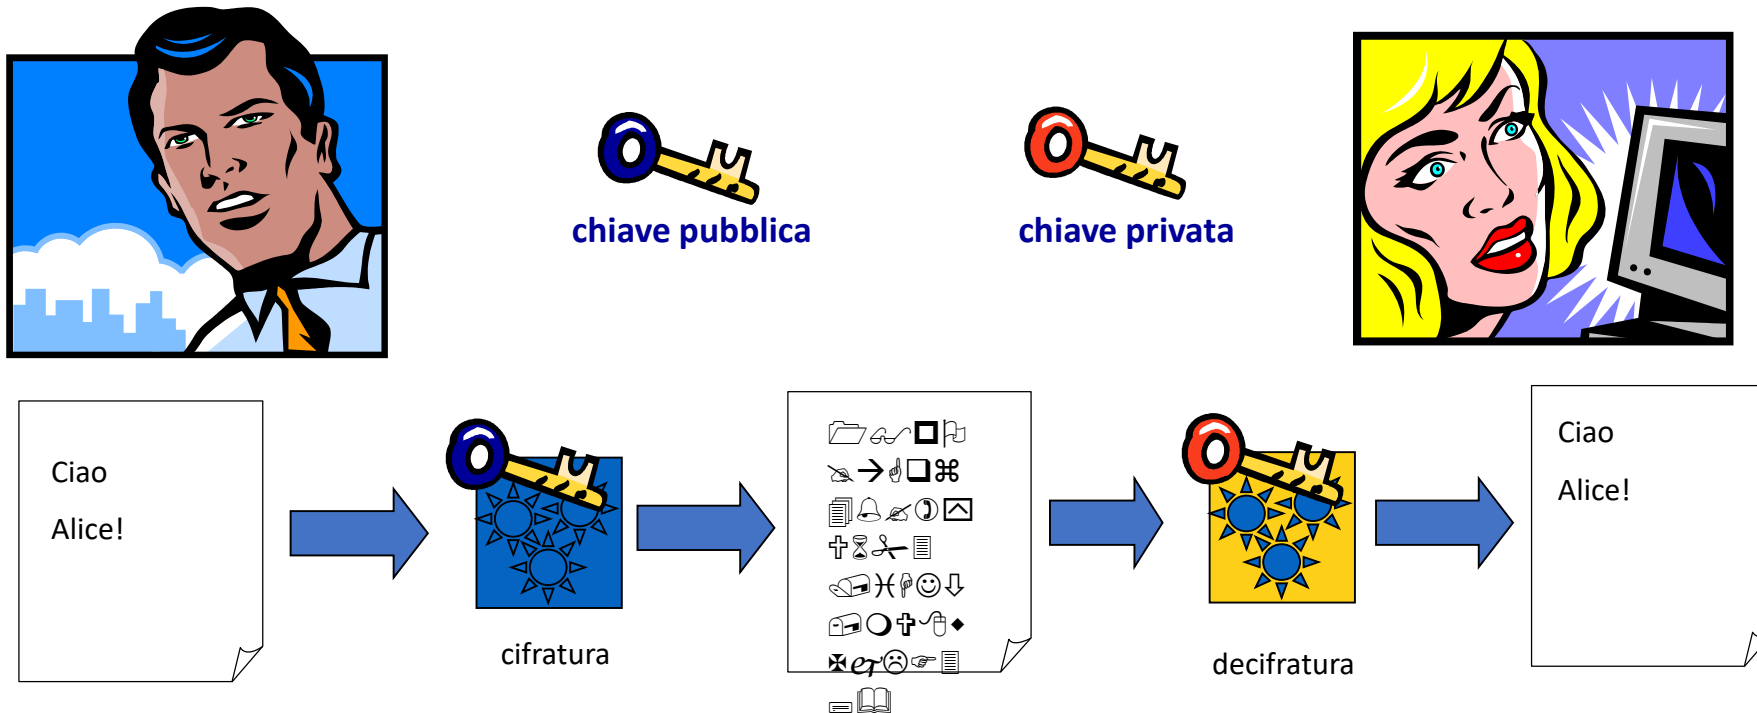 chiave pubblica
chiave privata
Ciao
Alice!
cifratura
decifratura
Ciao
Alice!